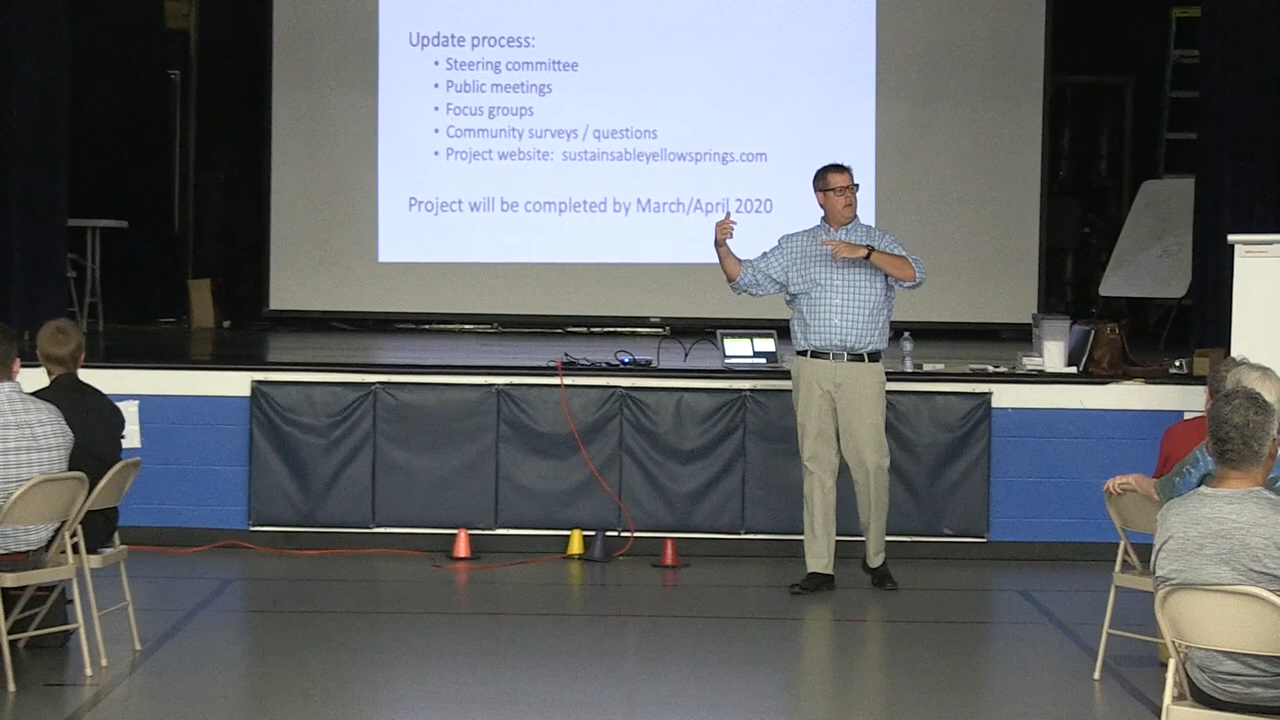 Update process:
• Steering committee
• Public meetings
• Focus groups
• Community surveys / questions
• Project website: sustainsableyellowsprings.com
Project will be completed by March/April 2020